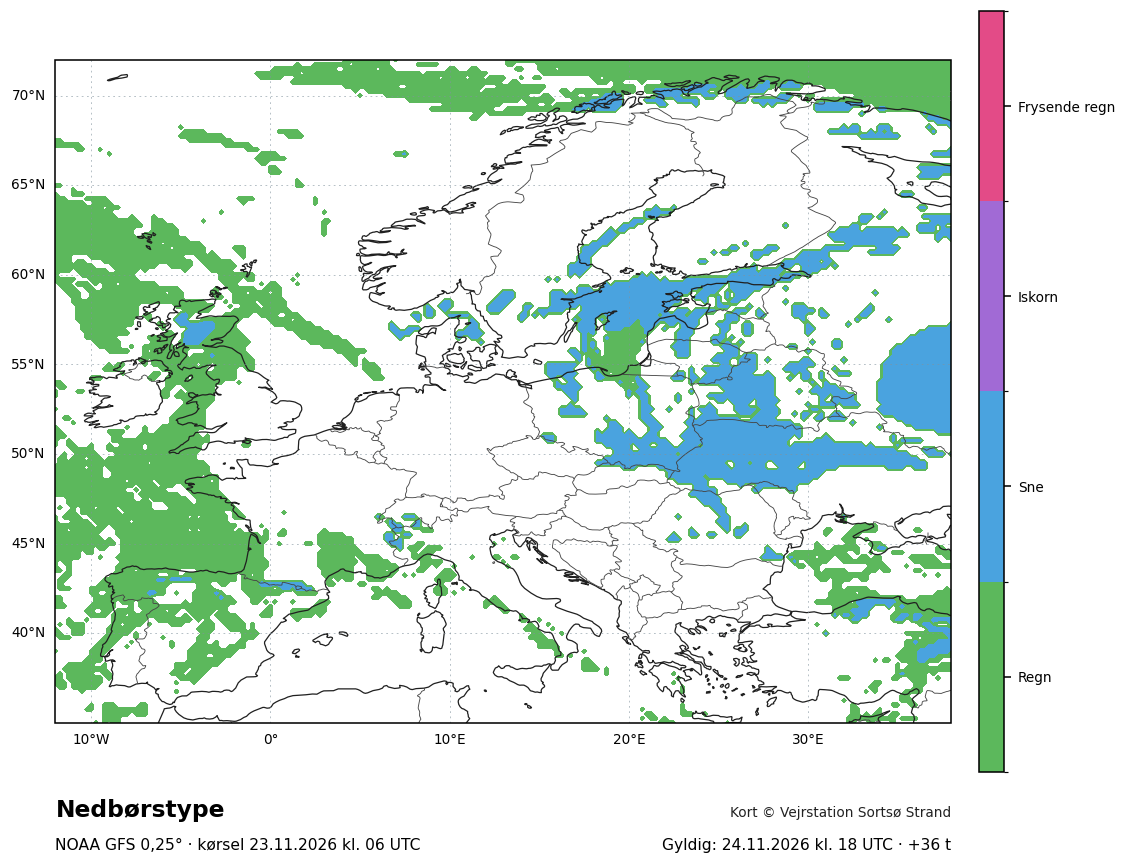 70°N
65°N
60°N
55°N
50°N
45°N
40°N
10°W
0°
10°E
20°E
30°E
Frysende regn
Iskorn
Sne
Regn
Nedbørstype
Kort © Vejrstation Sortsø Strand
NOAA GFS 0,25° · kørsel 23.11.2026 kl. 06 UTC
Gyldig: 24.11.2026 kl. 18 UTC · +36 t